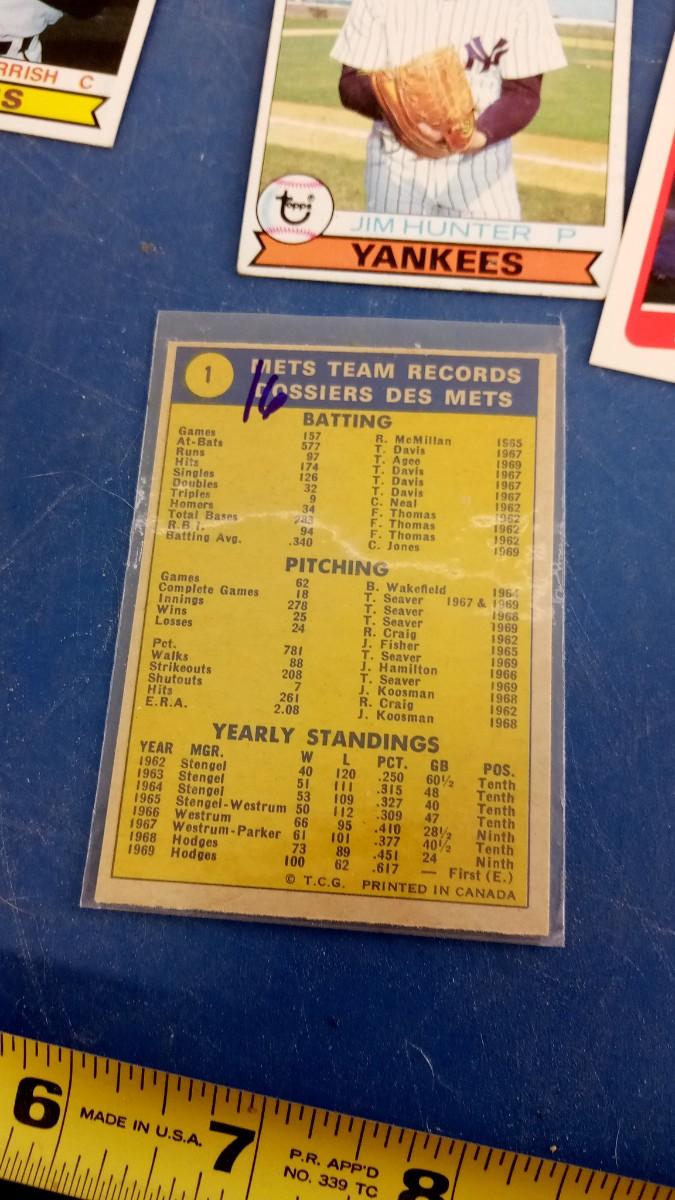 RRISH C
S
NY
Topps
JIM HUNTER P
YANKEES
1
METS TEAM RECORDS
DOSSIERS DES METS
16
BATTING
Games 157 R. McMillan 1965
At-Bats 577 T. Davis 1967
Runs 97 T. Agee 1969
Hits 174 T. Davis 1967
Singles 126 T. Davis 1967
Doubles 32 T. Davis 1967
Triples 9 C. Neal 1962
Homers 34 F. Thomas 1962
Total Bases F. Thomas 1962
R.B.I. 94 F. Thomas 1962
Batting Avg. .340 C. Jones 1969
PITCHING
Games 62 B. Wakefield 1964
Complete Games 18 T. Seaver 1967 & 1969
Innings 278 T. Seaver 1968
Wins 25 T. Seaver 1969
Losses 24 R. Craig 1962
J. Fisher 1965
Pct. 781 T. Seaver 1969
Walks 88 J. Hamilton 1966
Strikeouts 208 T. Seaver 1969
Shutouts 7 J. Koosman 1968
Hits 261 R. Craig 1962
E.R.A. 2.08 J. Koosman 1968
YEARLY STANDINGS
YEAR MGR. W L PCT. GB POS.
1962 Stengel 40 120 .250 60½ Tenth
1963 Stengel 51 111 .315 48 Tenth
1964 Stengel 53 109 .327 40 Tenth
1965 Stengel-Westrum 50 112 .309 47 Tenth
1966 Westrum 66 95 .410 28½ Ninth
1967 Westrum-Parker 61 101 .377 40½ Tenth
1968 Hodges 73 89 .451 24 Ninth
1969 Hodges 100 62 .617 — First (E.)
© T.C.G. PRINTED IN CANADA
6 MADE IN U.S.A. 7 P.R. APP'D 8
NO. 339 TC